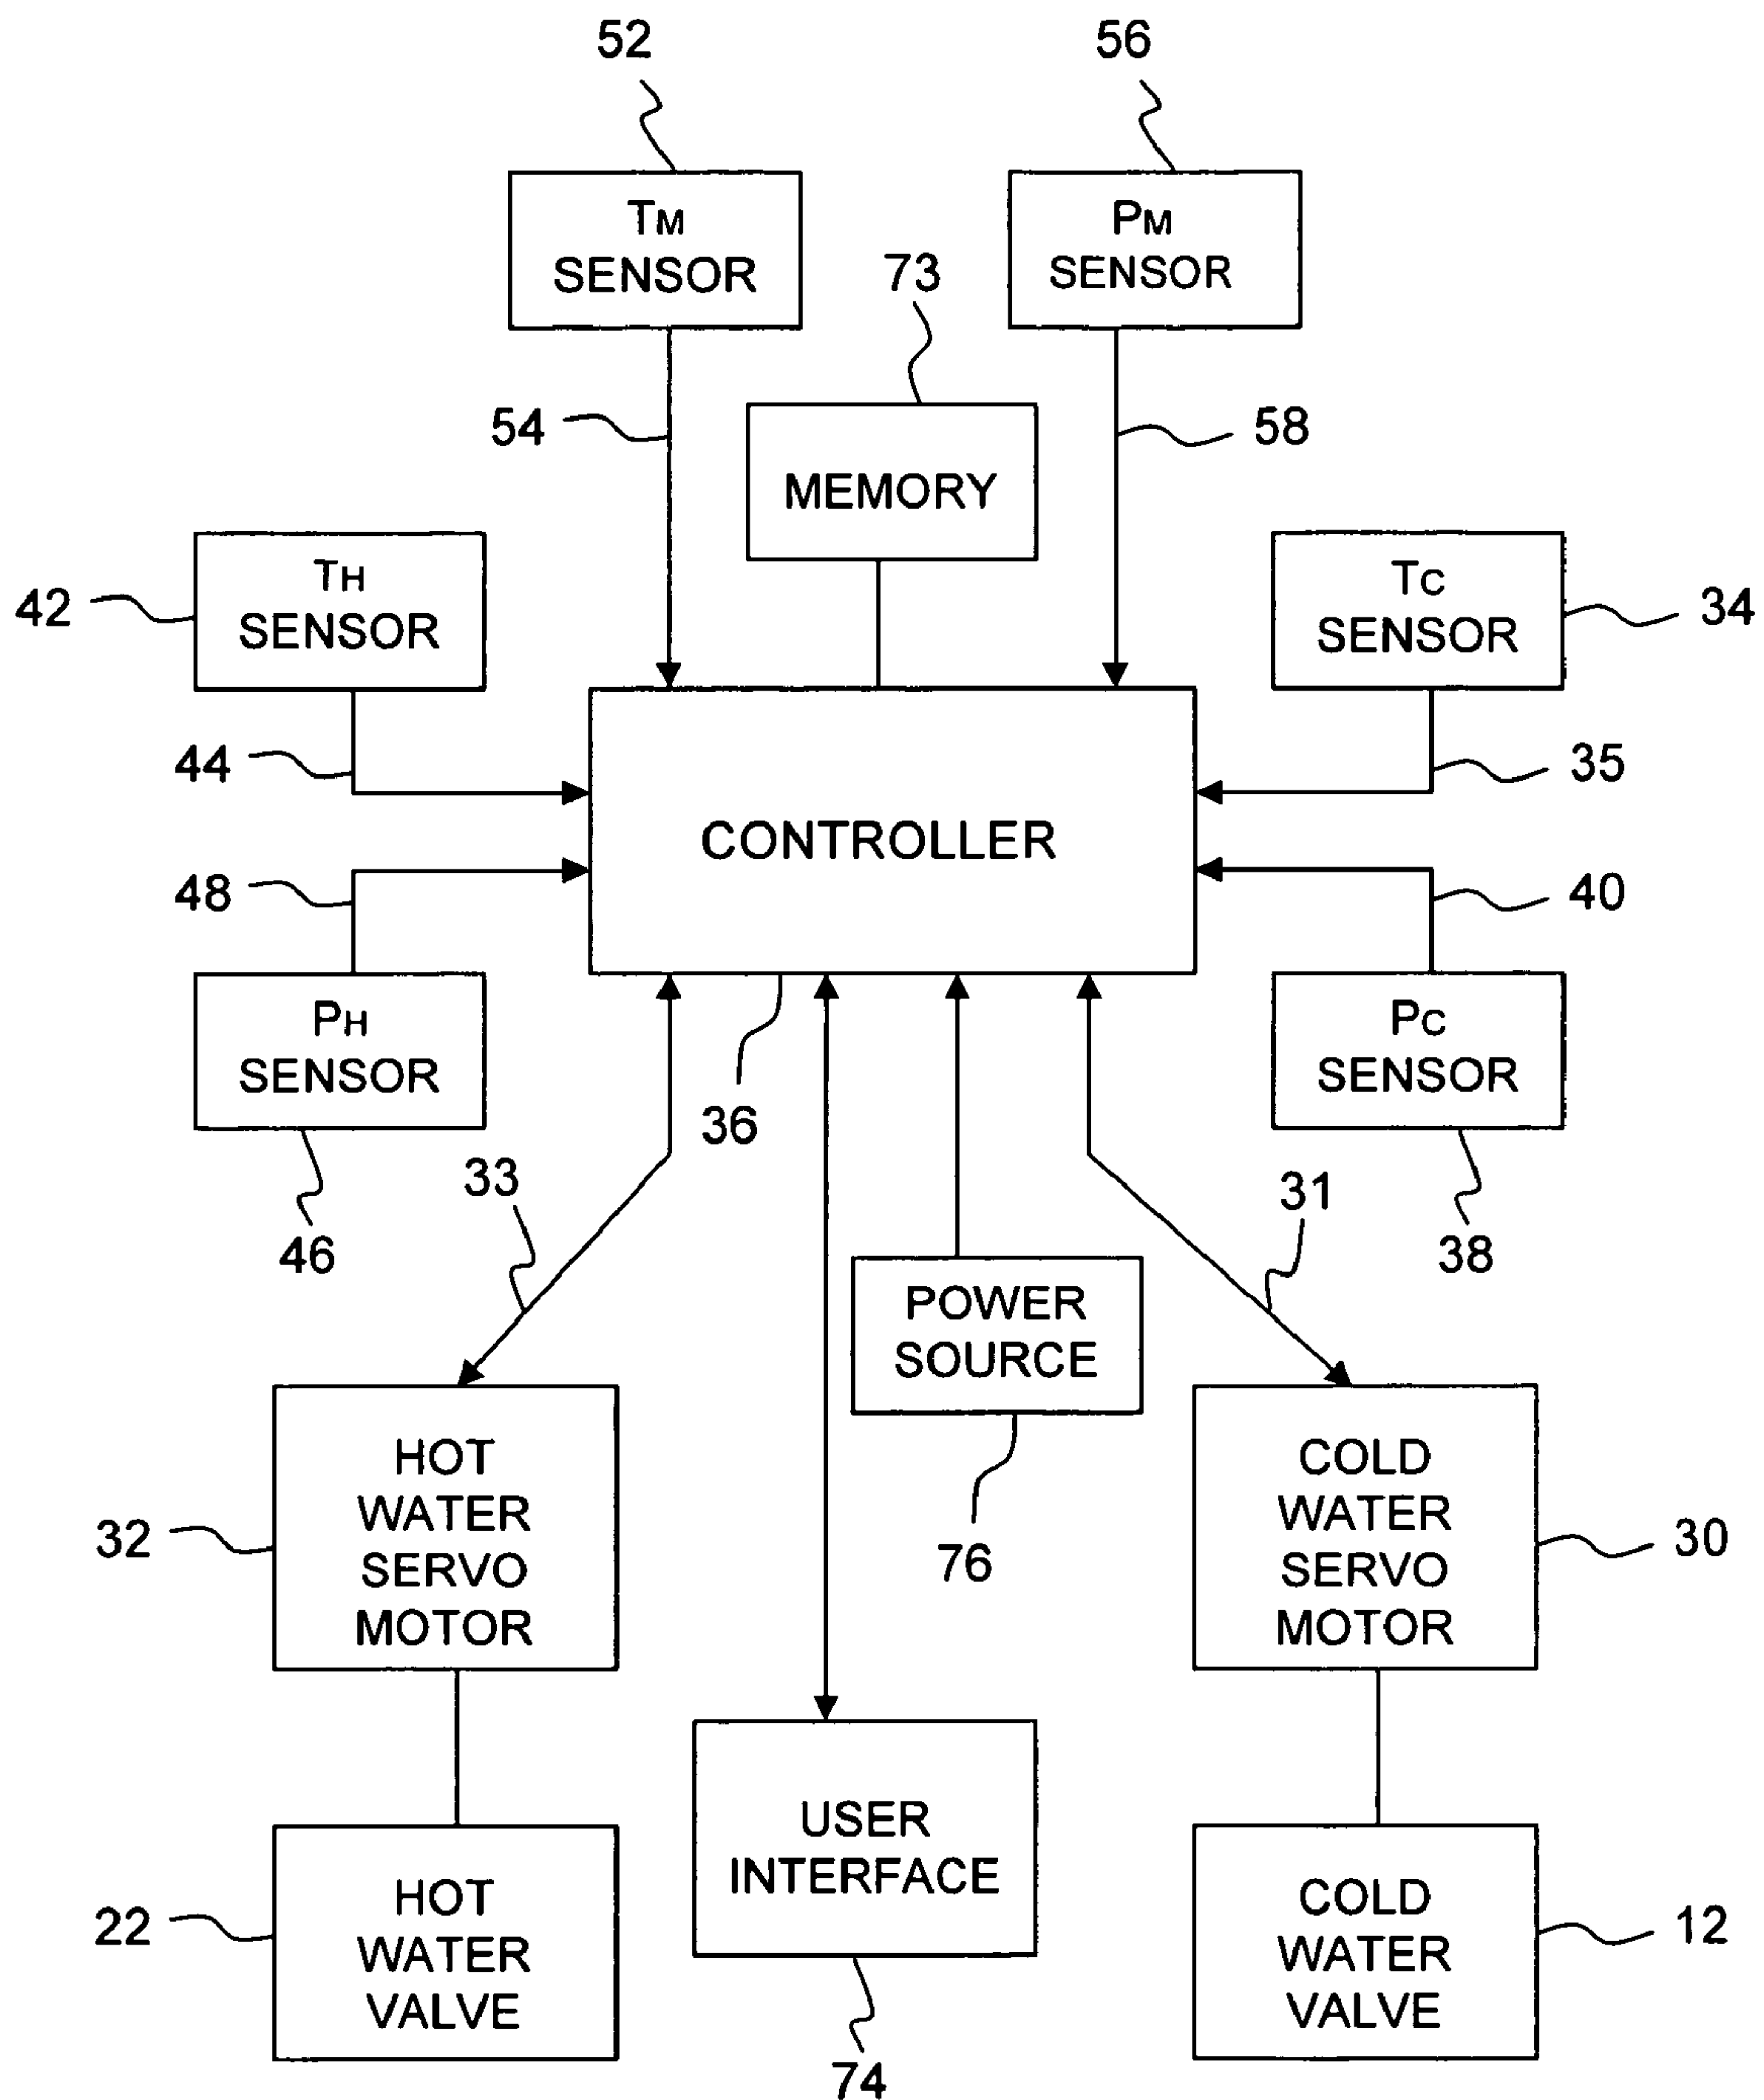 52
56
TM
SENSOR
PM
SENSOR
73
54
58
MEMORY
42
TH
SENSOR
TC
SENSOR
34
44
35
CONTROLLER
48
40
PH
SENSOR
PC
SENSOR
36
33
31
46
38
POWER
SOURCE
HOT
WATER
SERVO
MOTOR
32
COLD
WATER
SERVO
MOTOR
30
76
USER
INTERFACE
22
HOT
WATER
VALVE
COLD
WATER
VALVE
12
74